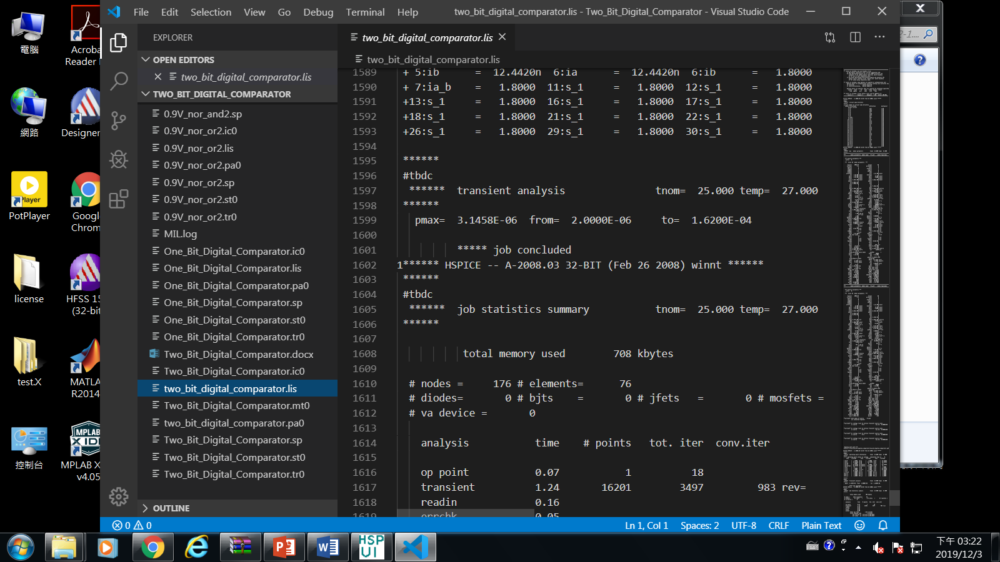 File Edit Selection View Go Debug Terminal Help
two_bit_digital_comparator.lis - Two_Bit_Digital_Comparator - Visual Studio Code
電腦
Acroba
Reader
網路
Designer
PotPlayer
Player
Googl
Chrom
license
HFSS 15
(32-bit
test.X
MATLA
R2014
控制台
MPLAB X
v4.05
MPLAB
X IDE
EXPLORER
OPEN EDITORS
two_bit_digital_comparator.lis
TWO_BIT_DIGITAL_COMPARATOR
0.9V_nor_and2.sp
0.9V_nor_or2.ic0
0.9V_nor_or2.lis
0.9V_nor_or2.pa0
0.9V_nor_or2.sp
0.9V_nor_or2.st0
0.9V_nor_or2.tr0
MIL.log
One_Bit_Digital_Comparator.ic0
One_Bit_Digital_Comparator.lis
One_Bit_Digital_Comparator.pa0
One_Bit_Digital_Comparator.sp
One_Bit_Digital_Comparator.st0
One_Bit_Digital_Comparator.tr0
Two_Bit_Digital_Comparator.docx
Two_Bit_Digital_Comparator.ic0
two_bit_digital_comparator.lis
Two_Bit_Digital_Comparator.mt0
two_bit_digital_comparator.pa0
Two_Bit_Digital_Comparator.sp
Two_Bit_Digital_Comparator.st0
Two_Bit_Digital_Comparator.tr0
OUTLINE
two_bit_digital_comparator.lis
two_bit_digital_comparator.lis
1589 + 5:ib = 12.4420n 6:ia = 12.4420n 6:ib = 1.8000
1590 + 7:ia_b = 1.8000 11:s_1 = 1.8000 12:s_1 = 1.8000
1591 +13:s_1 = 1.8000 16:s_1 = 1.8000 17:s_1 = 1.8000
1592 +18:s_1 = 1.8000 21:s_1 = 1.8000 22:s_1 = 1.8000
1593 +26:s_1 = 1.8000 29:s_1 = 1.8000 30:s_1 = 1.8000
1594
1595 ******
1596 #tbdc
1597 ****** transient analysis tnom= 25.000 temp= 27.000
1598 ******
1599 pmax= 3.1458E-06 from= 2.0000E-06 to= 1.6200E-04
1600
1601 ***** job concluded
1602 1****** HSPICE -- A-2008.03 32-BIT (Feb 26 2008) winnt ******
1603 ******
1604 #tbdc
1605 ****** job statistics summary tnom= 25.000 temp= 27.000
1606 ******
1607
1608 total memory used 708 kbytes
1609
1610 # nodes = 176 # elements= 76
1611 # diodes= 0 # bjts = 0 # jfets = 0 # mosfets =
1612 # va device = 0
1613
1614 analysis time # points tot. iter conv.iter
1615
1616 op point 0.07 1 18
1617 transient 1.24 16201 3497 983 rev=
1618 readin 0.16
1619 errchk 0.05
0 0
Ln 1, Col 1 Spaces: 2 UTF-8 CRLF Plain Text
HSP
UI
下午 03:22
2019/12/3